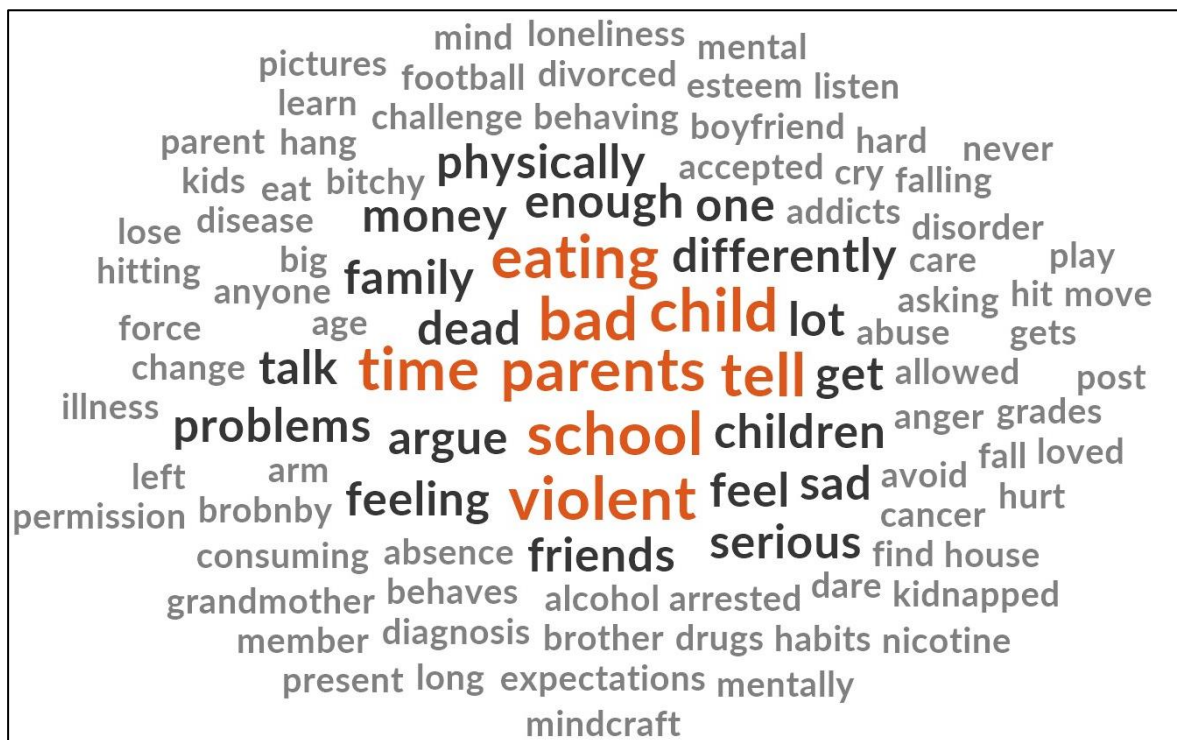 mind loneliness mental
pictures football divorced esteem listen
learn challenge behaving boyfriend hard never
parent hang physically accepted cry falling
kids eat bitchy money enough one addicts disorder
lose disease eating differently care play
hitting big family anyone asking hit move
force age dead bad child lot abuse gets
change talk time parents tell get allowed post
illness problems argue school children anger grades
left arm feeling violent feel sad avoid fall loved
permission brobnby cancer hurt
consuming absence friends serious find house
grandmother behaves alcohol arrested dare kidnapped
member diagnosis brother drugs habits nicotine
present long expectations mentally
mindcraft